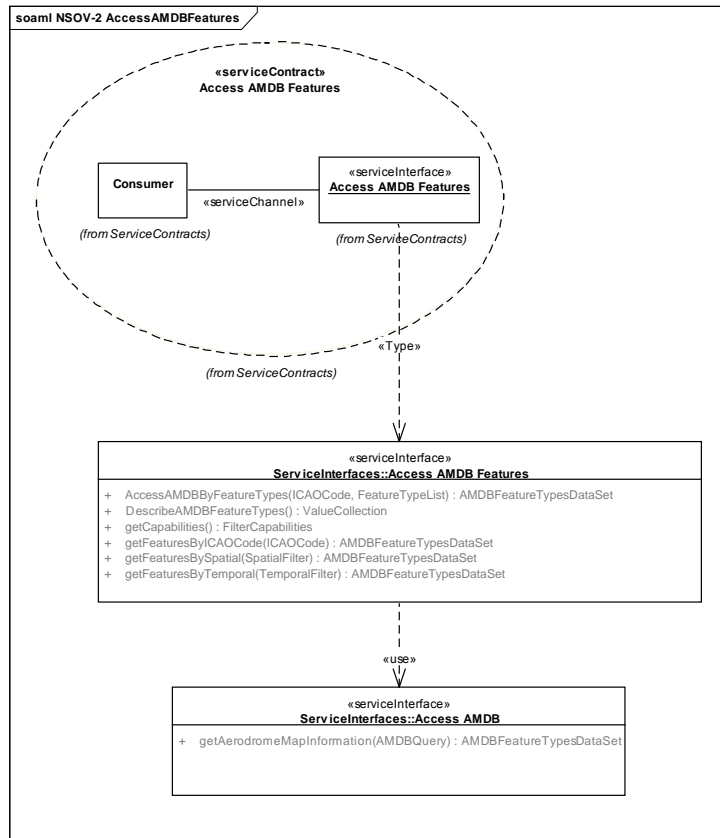 soaml NSOV-2 AccessAMDBFeatures
«serviceContract»
Access AMDB Features
Consumer
«serviceChannel»
«serviceInterface»
Access AMDB Features
(from ServiceContracts)
(from ServiceContracts)
«Type»
(from ServiceContracts)
«serviceInterface»
ServiceInterfaces::Access AMDB Features
+ AccessAMDBByFeatureTypes(ICAOCode, FeatureTypeList) : AMDBFeatureTypesDataSet
+ DescribeAMDBFeatureTypes() : ValueCollection
+ getCapabilities() : FilterCapabilities
+ getFeaturesByICAOCode(ICAOCode) : AMDBFeatureTypesDataSet
+ getFeaturesBySpatial(SpatialFilter) : AMDBFeatureTypesDataSet
+ getFeaturesByTemporal(TemporalFilter) : AMDBFeatureTypesDataSet
«use»
«serviceInterface»
ServiceInterfaces::Access AMDB
+ getAerodromeMapInformation(AMDBQuery) : AMDBFeatureTypesDataSet